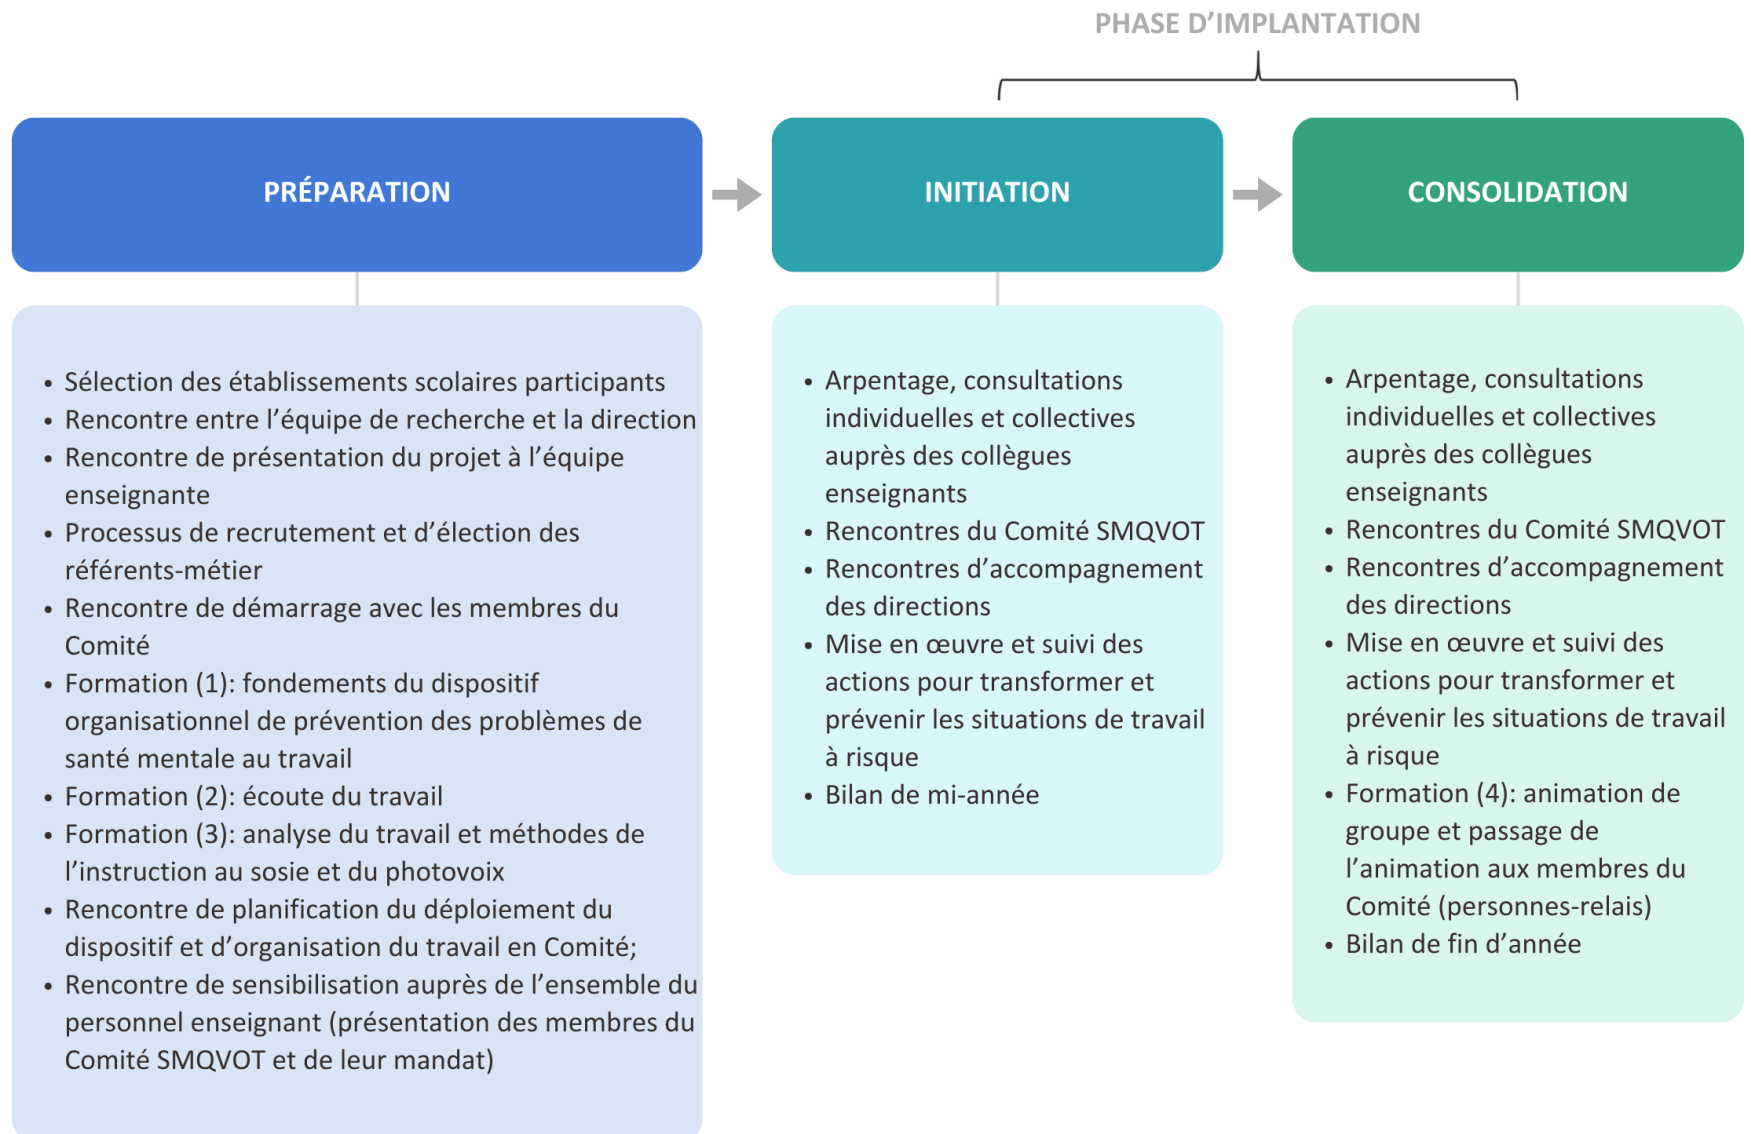 PHASE D’IMPLANTATION
PRÉPARATION
INITIATION
CONSOLIDATION
• Sélection des établissements scolaires participants
• Rencontre entre l’équipe de recherche et la direction
• Rencontre de présentation du projet à l’équipe
enseignante
• Processus de recrutement et d’élection des
référents-métier
• Rencontre de démarrage avec les membres du
Comité
• Formation (1): fondements du dispositif
organisationnel de prévention des problèmes de
santé mentale au travail
• Formation (2): écoute du travail
• Formation (3): analyse du travail et méthodes de
l’instruction au sosie et du photovoix
• Rencontre de planification du déploiement du
dispositif et d’organisation du travail en Comité;
• Rencontre de sensibilisation auprès de l’ensemble du
personnel enseignant (présentation des membres du
Comité SMQVOT et de leur mandat)
• Arpentage, consultations
individuelles et collectives
auprès des collègues
enseignants
• Rencontres du Comité SMQVOT
• Rencontres d’accompagnement
des directions
• Mise en œuvre et suivi des
actions pour transformer et
prévenir les situations de travail
à risque
• Bilan de mi-année
• Arpentage, consultations
individuelles et collectives
auprès des collègues
enseignants
• Rencontres du Comité SMQVOT
• Rencontres d’accompagnement
des directions
• Mise en œuvre et suivi des
actions pour transformer et
prévenir les situations de travail
à risque
• Formation (4): animation de
groupe et passage de
l’animation aux membres du
Comité (personnes-relais)
• Bilan de fin d’année